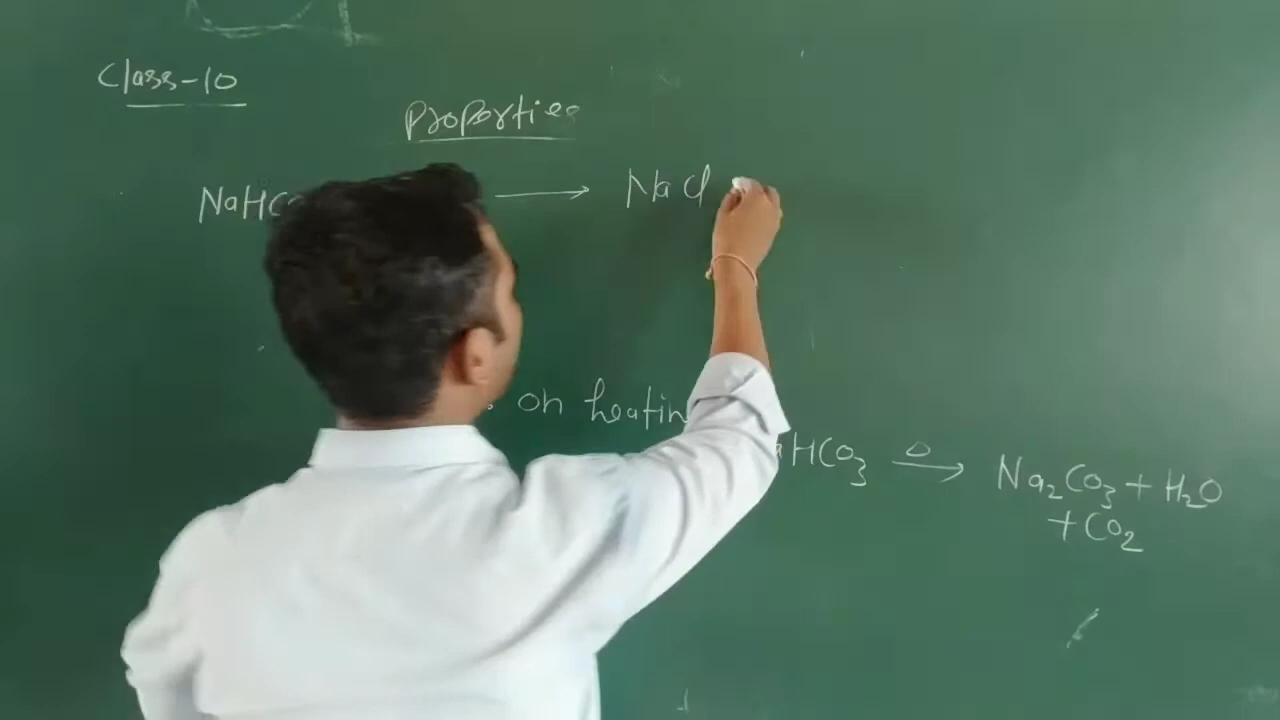 Class-10
Properties
NaHC → NaCl
on heatin
HCO3 Δ→ Na2CO3 + H2O
+ CO2